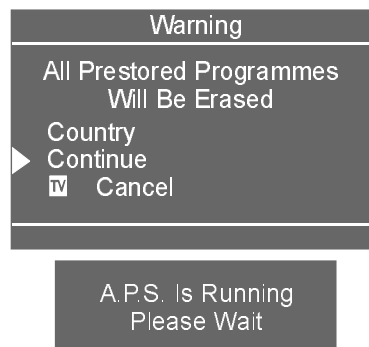 Warning
All Prestored Programmes
Will Be Erased
Country
Continue
TV Cancel
A.P.S. Is Running
Please Wait